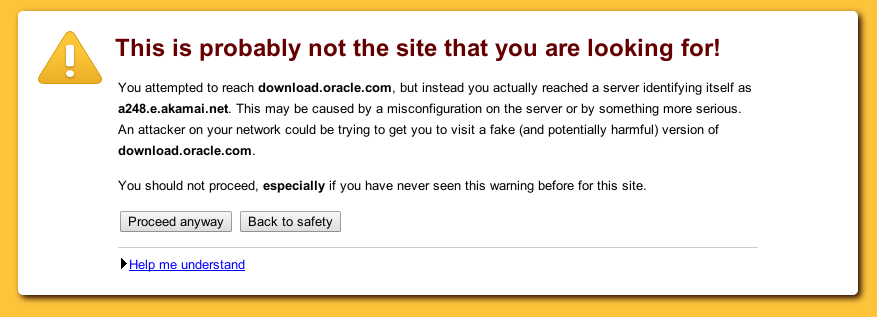 This is probably not the site that you are looking for!
You attempted to reach download.oracle.com, but instead you actually reached a server identifying itself as
a248.e.akamai.net. This may be caused by a misconfiguration on the server or by something more serious.
An attacker on your network could be trying to get you to visit a fake (and potentially harmful) version of
download.oracle.com.
You should not proceed, especially if you have never seen this warning before for this site.
Proceed anyway Back to safety
Help me understand